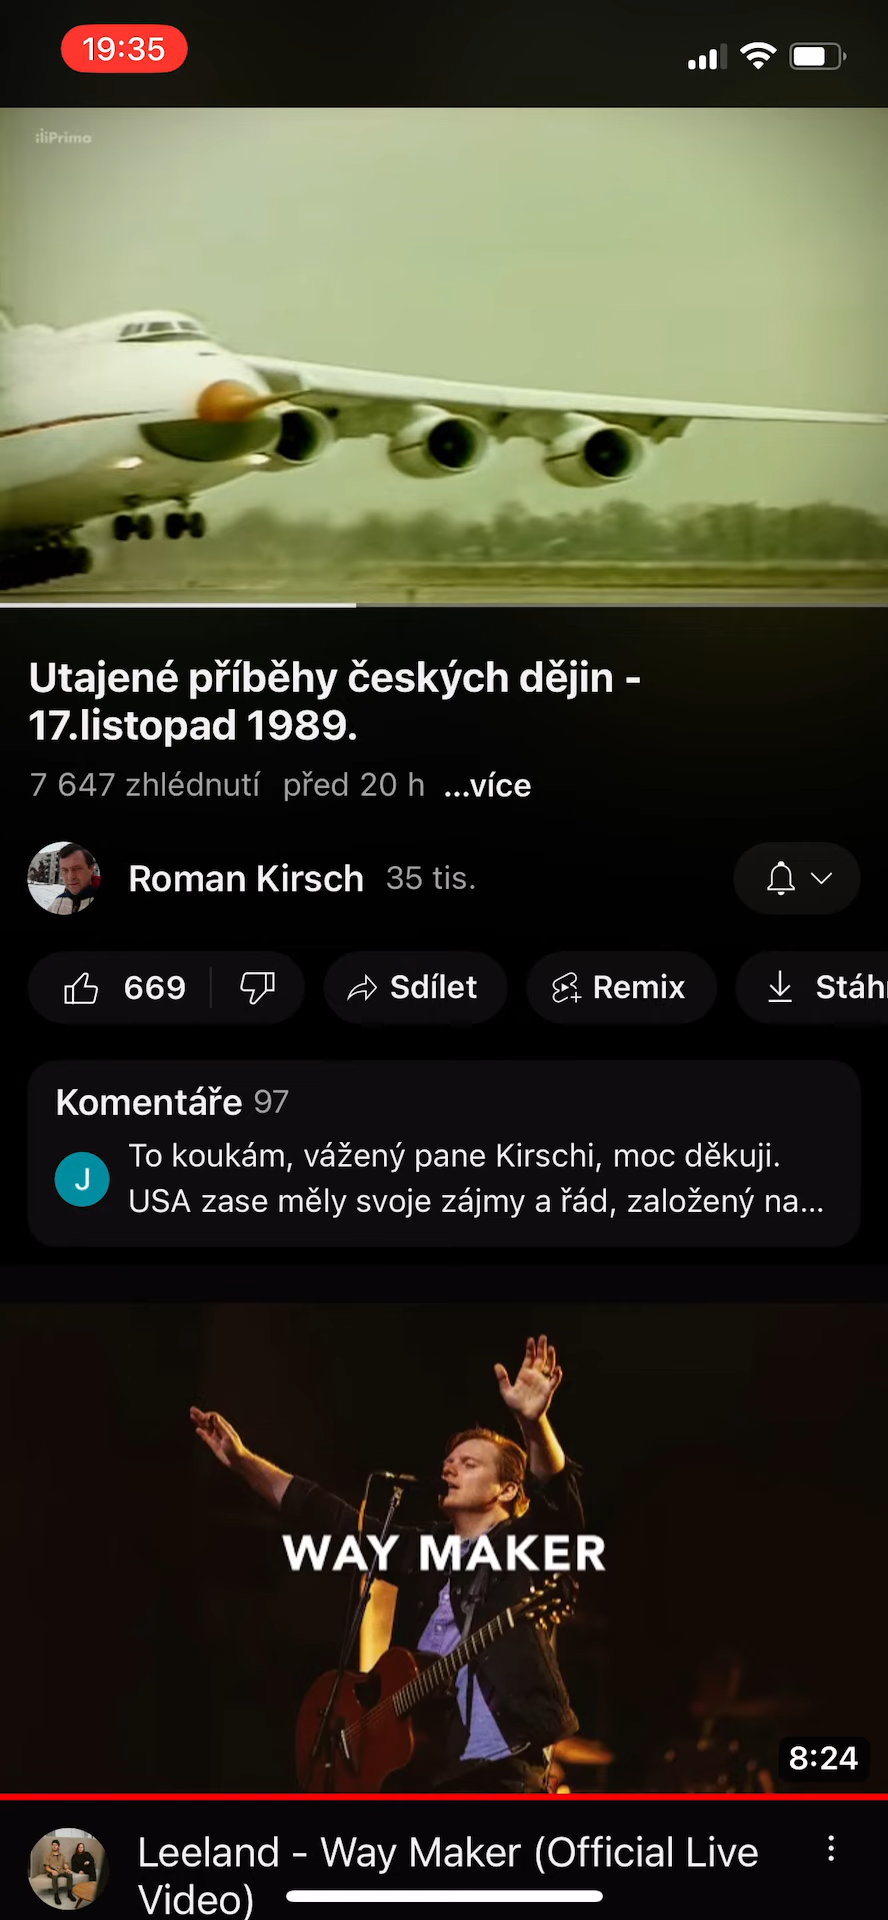 19:35
Prima
Utajené příběhy českých dějin -
17.listopad 1989.
7 647 zhlédnutí před 20 h ...více
Roman Kirsch 35 tis.
669 Sdílet Remix Stáh
Komentáře 97
J
To koukám, vážený pane Kirschi, moc děkuji.
USA zase měly svoje zájmy a řád, založený na...
WAY MAKER
8:24
Leeland - Way Maker (Official Live
Video)